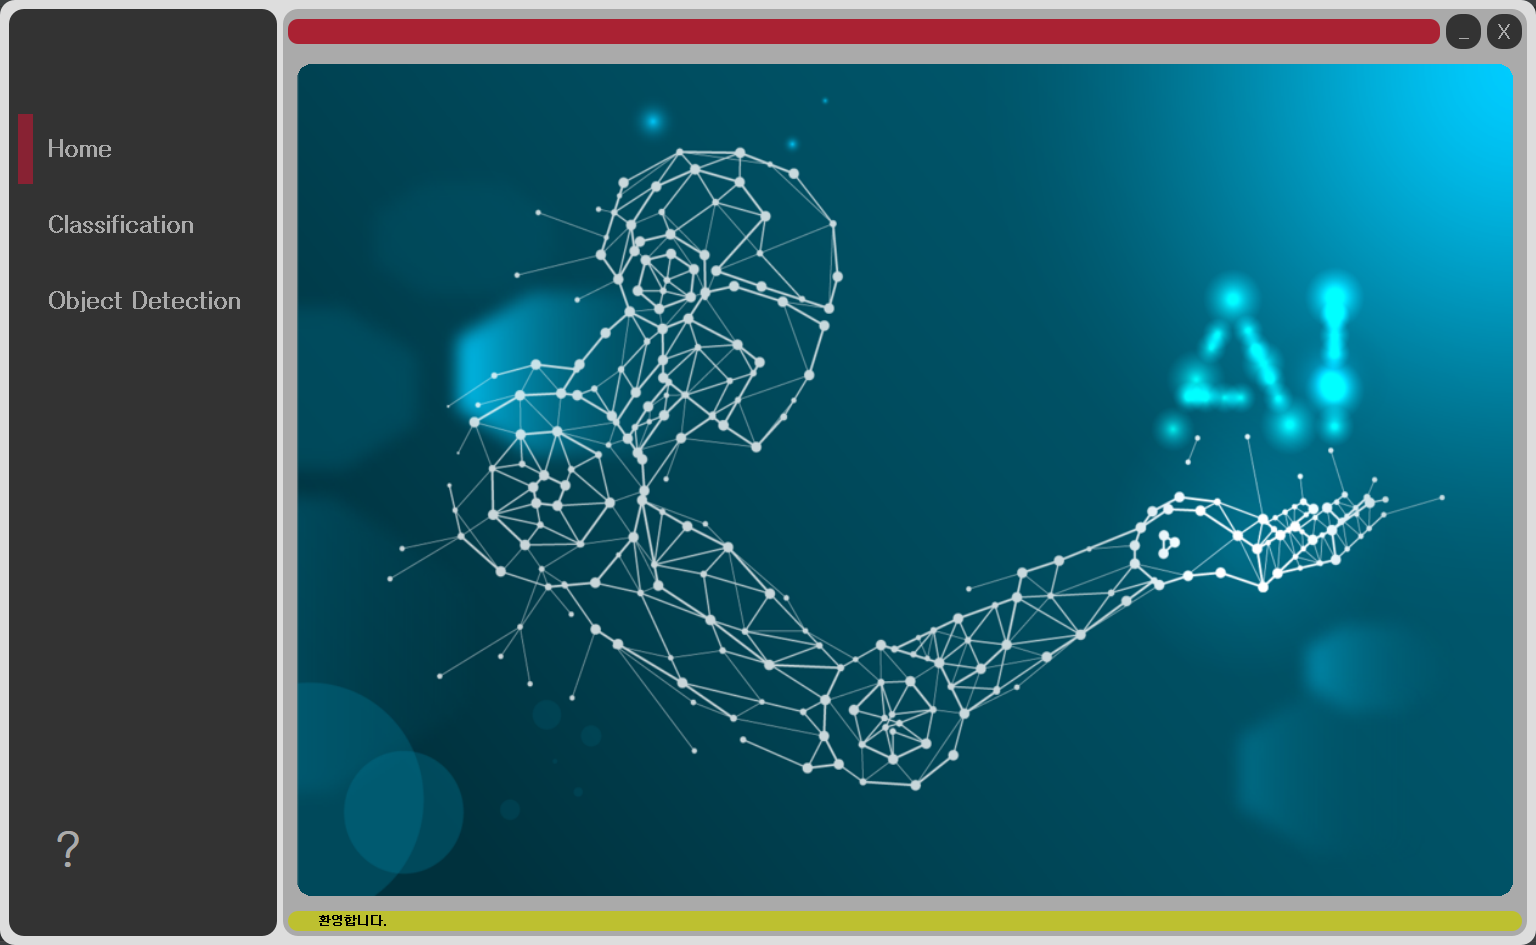 _ X
Home
Classification
Object Detection
AI
?
환영합니다.